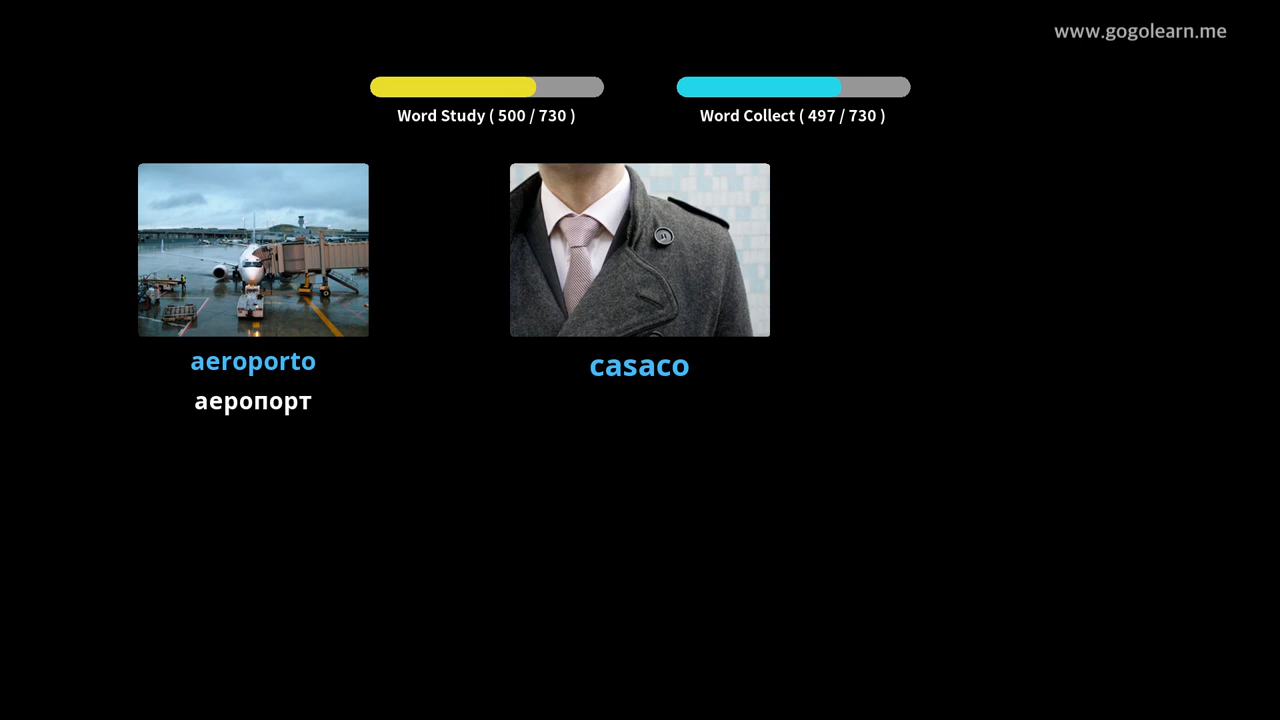 www.gogolearn.me
Word Study ( 500 / 730 )
Word Collect ( 497 / 730 )
aeroporto
аеропорт
casaco